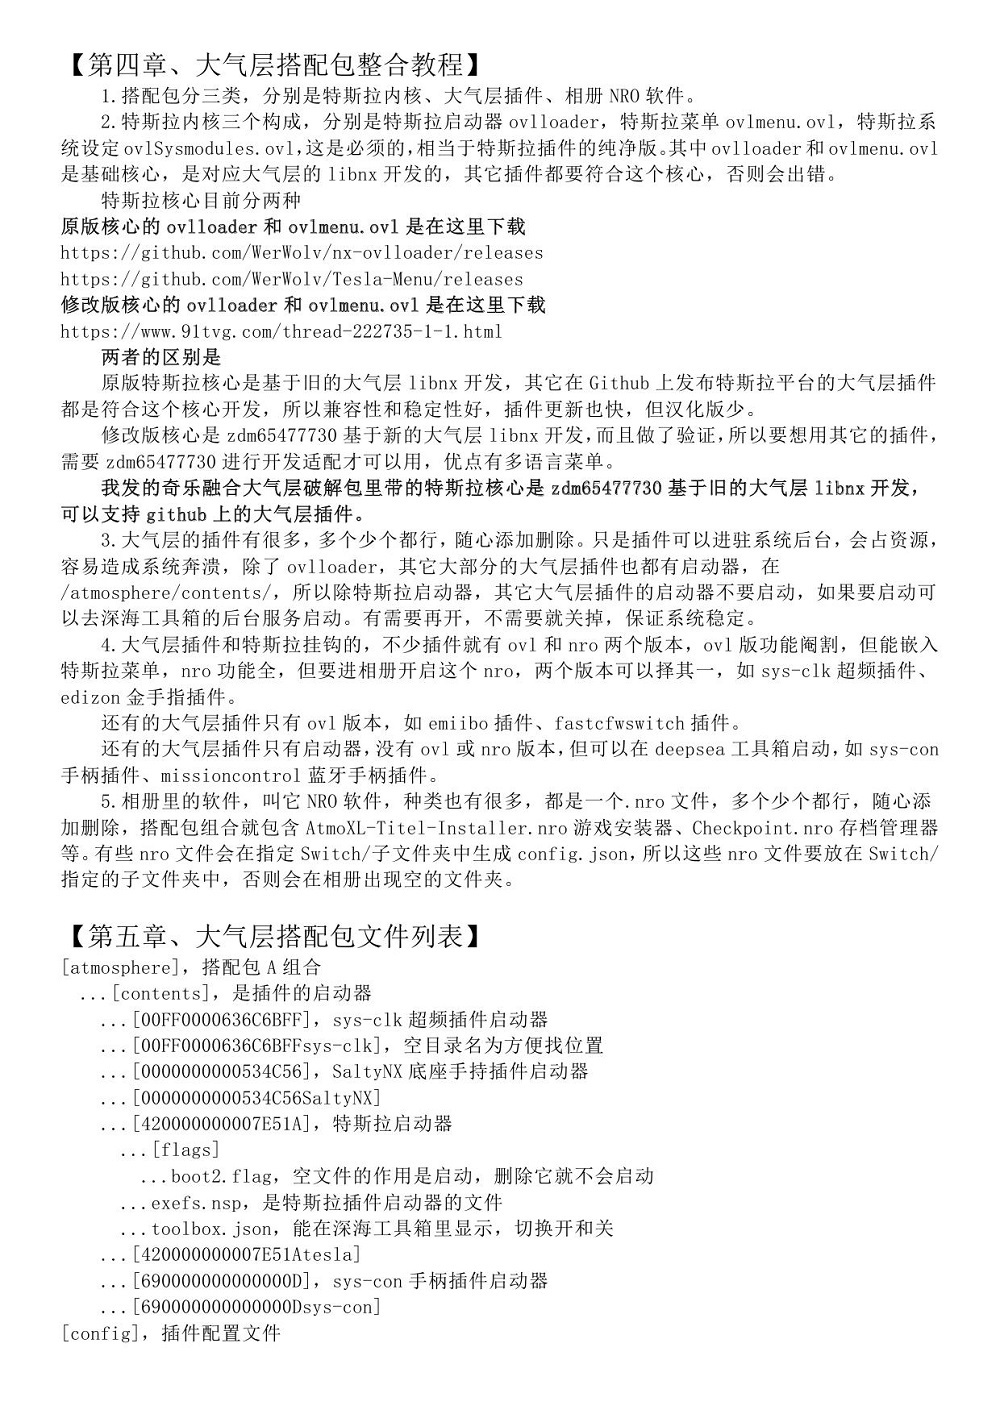 【第四章、大气层搭配包整合教程】
1.搭配包分三类，分别是特斯拉内核、大气层插件、相册 NRO 软件。
2.特斯拉内核三个构成，分别是特斯拉启动器 ovlloader，特斯拉菜单 ovlmenu.ovl，特斯拉系
统设定 ovlSysmodules.ovl，这是必须的，相当于特斯拉插件的纯净版。其中 ovlloader 和 ovlmenu.ovl
是基础核心，是对应大气层的 libnx 开发的，其它插件都要符合这个核心，否则会出错。
特斯拉核心目前分两种
原版核心的 ovlloader 和 ovlmenu.ovl 是在这里下载
https://github.com/WerWolv/nx-ovlloader/releases
https://github.com/WerWolv/Tesla-Menu/releases
修改版核心的 ovlloader 和 ovlmenu.ovl 是在这里下载
https://www.91tvg.com/thread-222735-1-1.html
两者的区别是
原版特斯拉核心是基于旧的大气层 libnx 开发，其它在 Github 上发布特斯拉平台的大气层插件
都是符合这个核心开发，所以兼容性和稳定性好，插件更新也快，但汉化版少。
修改版核心是 zdm65477730 基于新的大气层 libnx 开发，而且做了验证，所以要想用其它的插件，
需要 zdm65477730 进行开发适配才可以用，优点有多语言菜单。
我发的奇乐融合大气层破解包里带的特斯拉核心是 zdm65477730 基于旧的大气层 libnx 开发，
可以支持 github 上的大气层插件。
3.大气层的插件有很多，多个少个都行，随心添加删除。只是插件可以进驻系统后台，会占资源，
容易造成系统奔溃，除了 ovlloader，其它大部分的大气层插件也都有启动器，在
/atmosphere/contents/，所以除特斯拉启动器，其它大气层插件的启动器不要启动，如果要启动可
以去深海工具箱的后台服务启动。有需要再开，不需要就关掉，保证系统稳定。
4.大气层插件和特斯拉挂钩的，不少插件就有 ovl 和 nro 两个版本，ovl 版功能阉割，但能嵌入
特斯拉菜单，nro 功能全，但要进相册开启这个 nro，两个版本可以择其一，如 sys-clk 超频插件、
edizon 金手指插件。
还有的大气层插件只有 ovl 版本，如 emiibo 插件、fastcfwswitch 插件。
还有的大气层插件只有启动器，没有 ovl 或 nro 版本，但可以在 deepsea 工具箱启动，如 sys-con
手柄插件、missioncontrol 蓝牙手柄插件。
5.相册里的软件，叫它 NRO 软件，种类也有很多，都是一个.nro 文件，多个少个都行，随心添
加删除，搭配包组合就包含 AtmoXL-Titel-Installer.nro 游戏安装器、Checkpoint.nro 存档管理器
等。有些 nro 文件会在指定 Switch/子文件夹中生成 config.json，所以这些 nro 文件要放在 Switch/
指定的子文件夹中，否则会在相册出现空的文件夹。
【第五章、大气层搭配包文件列表】
[atmosphere]，搭配包 A 组合
...[contents]，是插件的启动器
...[00FF0000636C6BFF]，sys-clk 超频插件启动器
...[00FF0000636C6BFFsys-clk]，空目录名为方便找位置
...[0000000000534C56]，SaltyNX 底座手持插件启动器
...[0000000000534C56SaltyNX]
...[420000000007E51A]，特斯拉启动器
...[flags]
...boot2.flag，空文件的作用是启动，删除它就不会启动
...exefs.nsp，是特斯拉插件启动器的文件
...toolbox.json，能在深海工具箱里显示，切换开和关
...[420000000007E51Atesla]
...[690000000000000D]，sys-con 手柄插件启动器
...[690000000000000Dsys-con]
[config]，插件配置文件